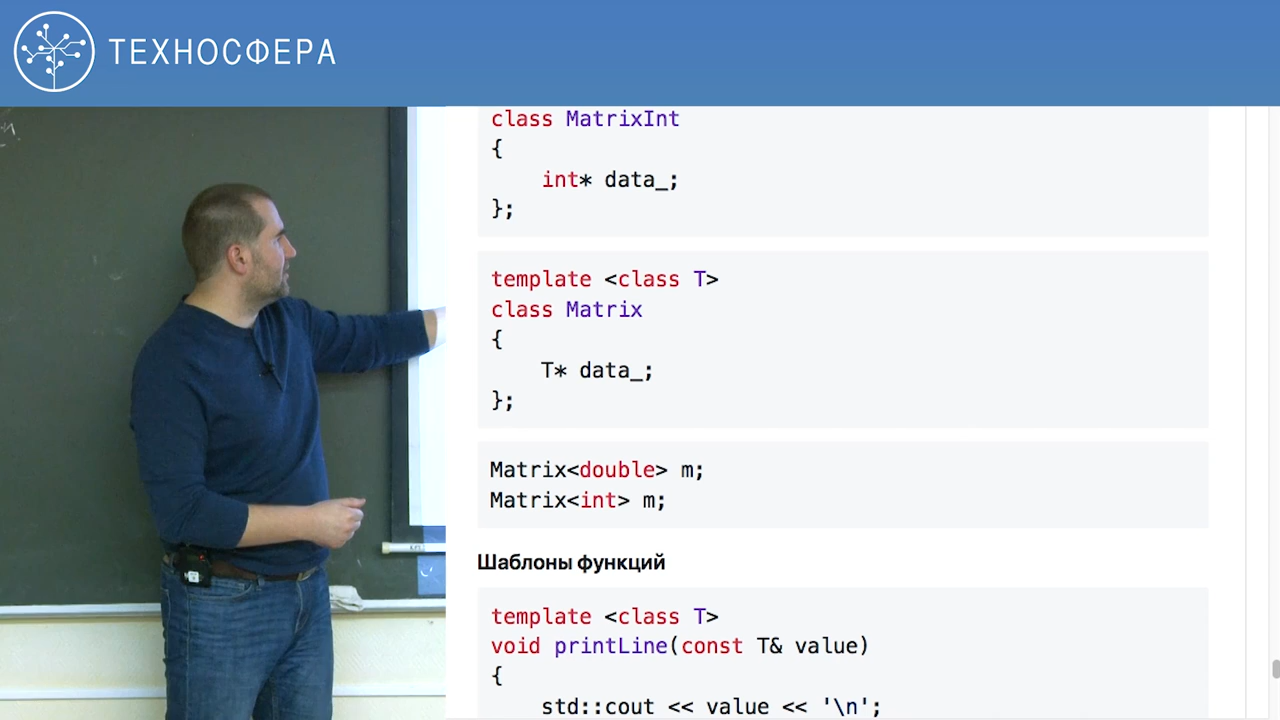 ТЕХНОСФЕРА
class MatrixInt
{
    int* data_;
};
template <class T>
class Matrix
{
    T* data_;
};
Matrix<double> m;
Matrix<int> m;
Шаблоны функций
template <class T>
void printLine(const T& value)
{
    std::cout << value << '\n';